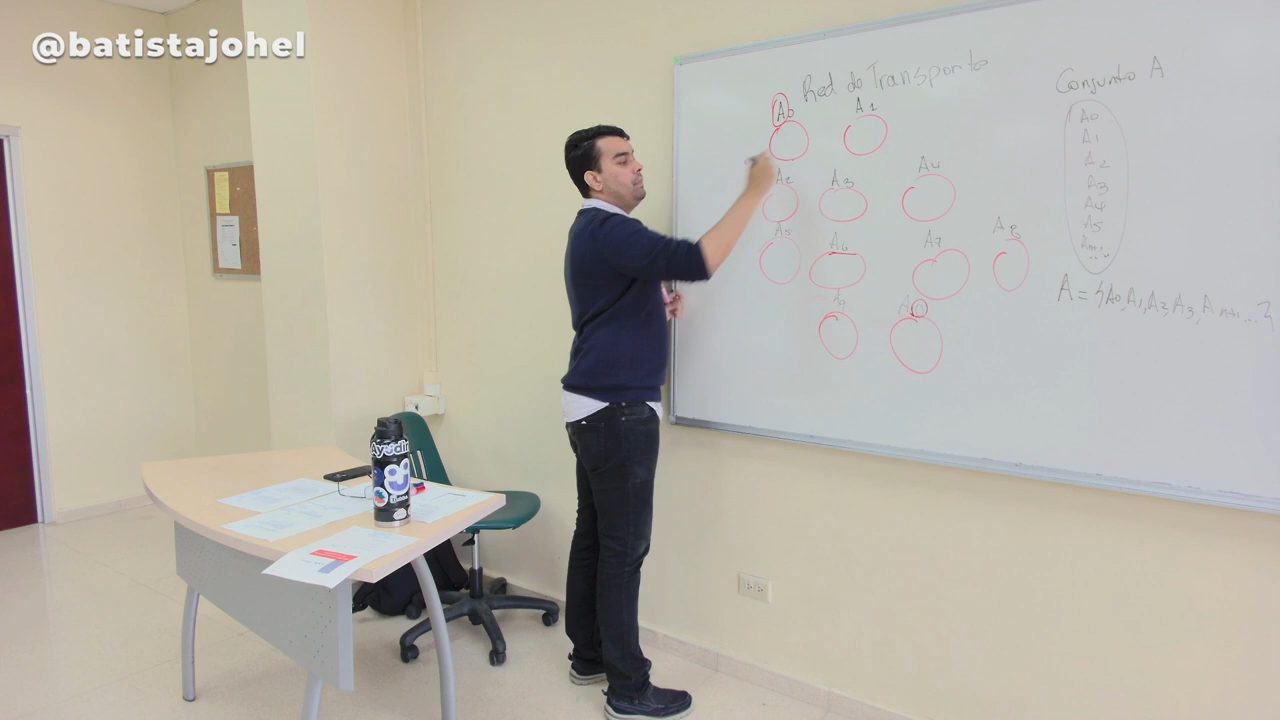 @batistajohel
Red de Transporte
Conjunto A
A0
A1
A0
A1
A2
A3
A4
A2
A3
A4
A5
A5
A6
A7
A8
A9
A = {A0, A1, A2, A3, A n+1 ...}
Ayudin